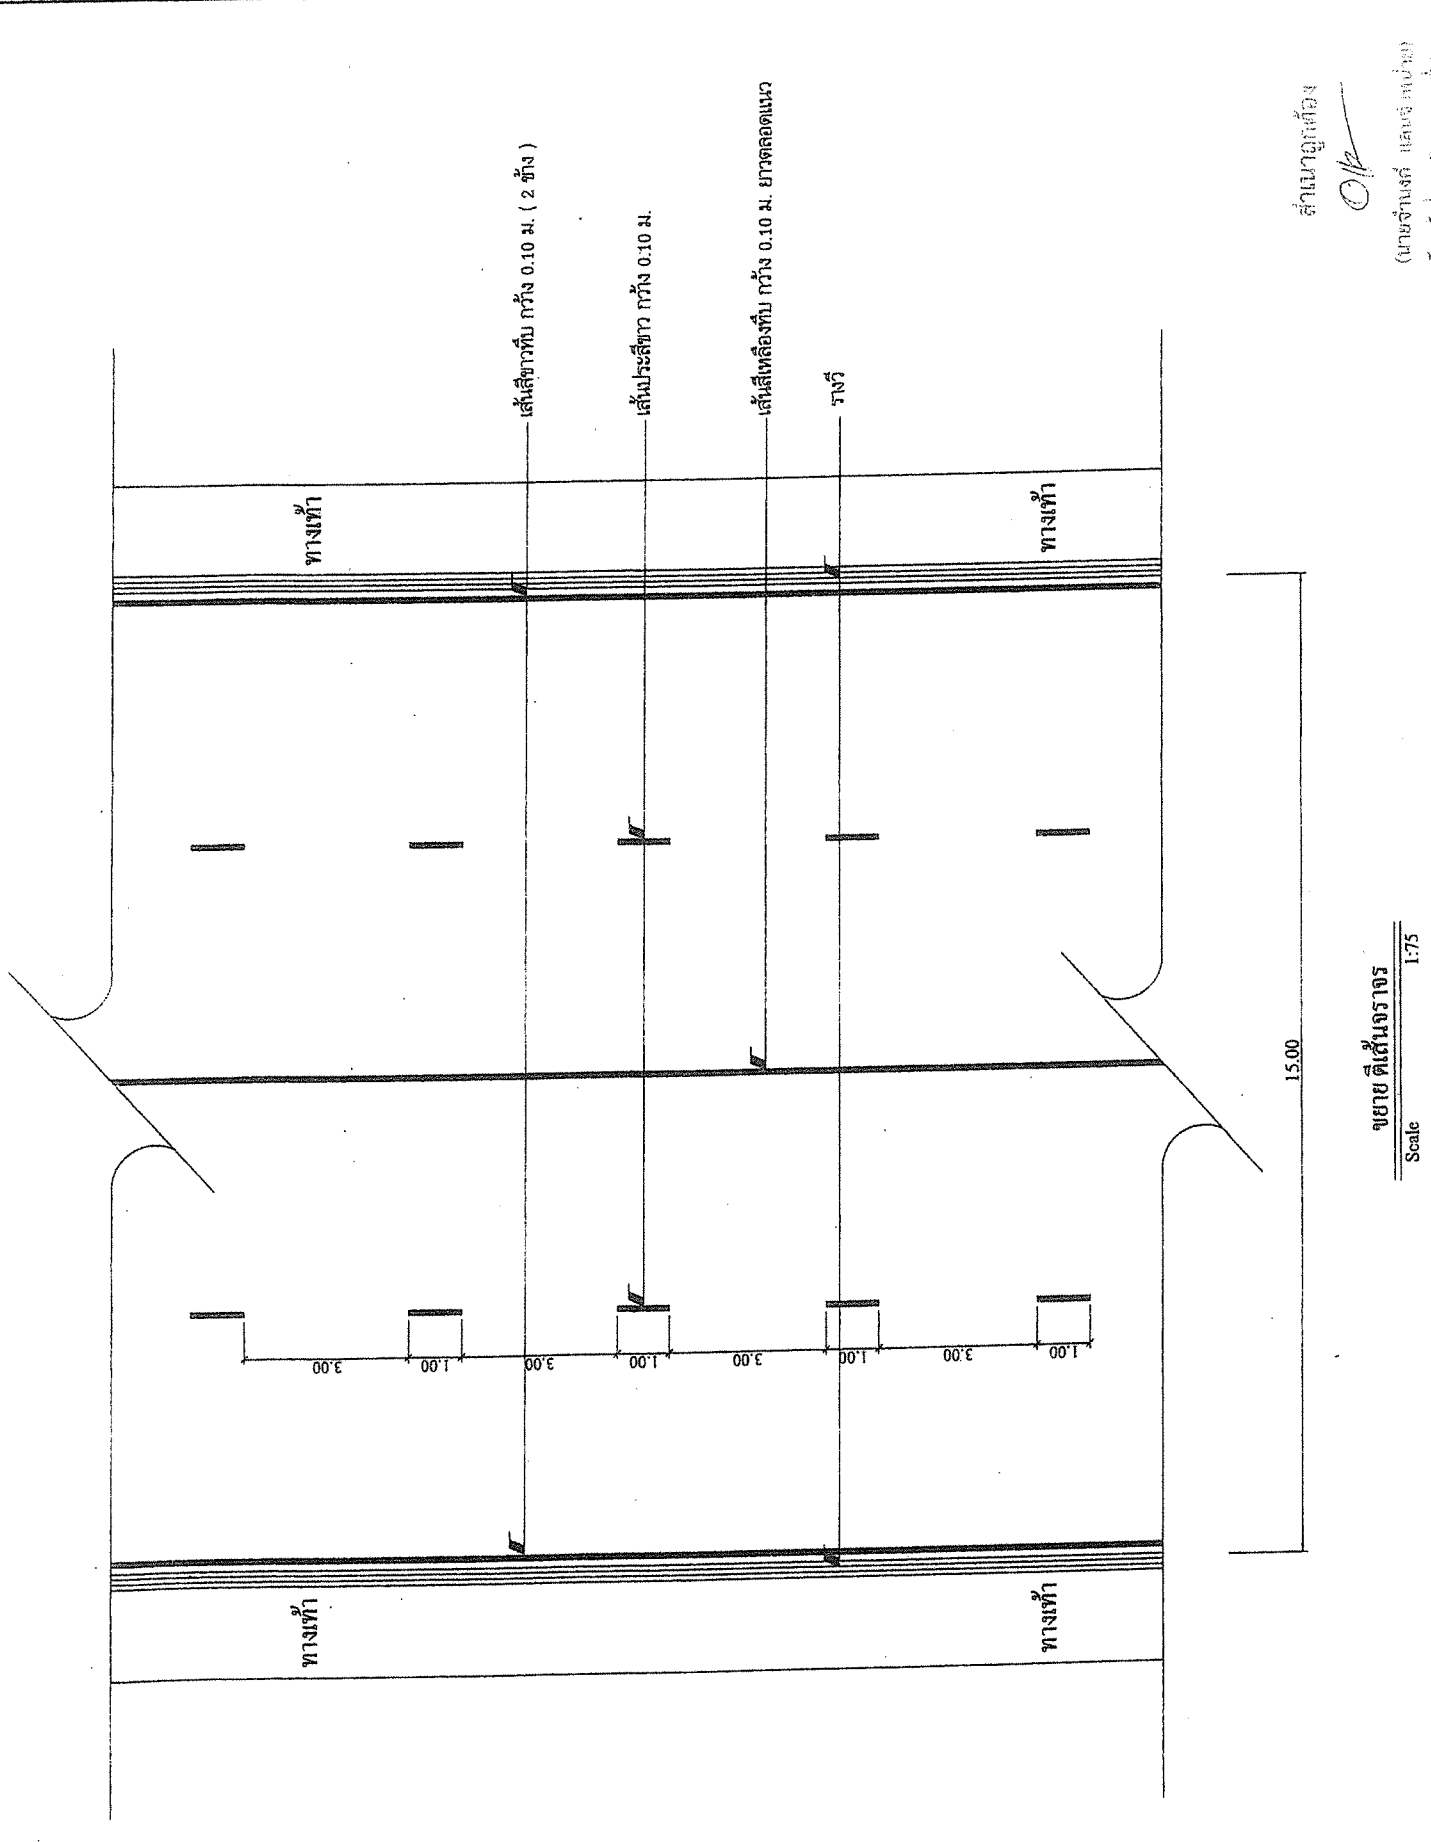 เส้นสีขาวทึบ กว้าง 0.10 ม. ( 2 ข้าง )
เส้นประสีขาว กว้าง 0.10 ม.
เส้นสีเหลืองทึบ กว้าง 0.10 ม. ยาวตลอดแนว
รางวี
ทางเท้า
ทางเท้า
ทางเท้า
ทางเท้า
3.00
1.00
3.00
1.00
3.00
1.00
3.00
1.00
15.00
ขยาย ตีเส้นจราจร
Scale 1:75
สำเนาถูกต้อง